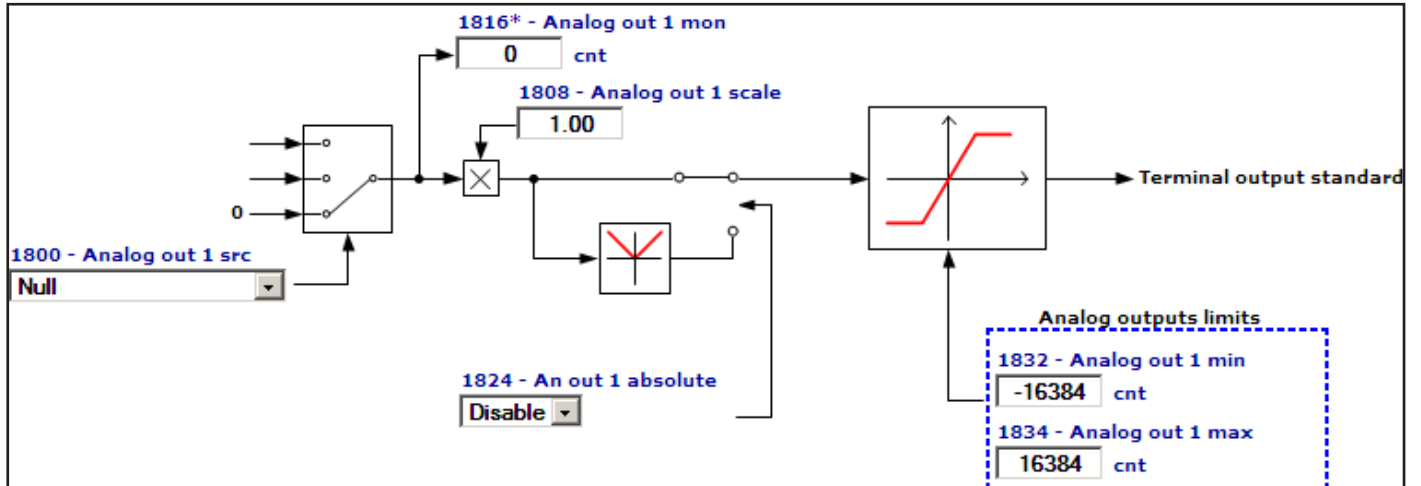 1816* - Analog out 1 mon
0 cnt
1808 - Analog out 1 scale
1.00
0
Terminal output standard
1800 - Analog out 1 src
Null
Analog outputs limits
1832 - Analog out 1 min
-16384 cnt
1824 - An out 1 absolute
Disable
1834 - Analog out 1 max
16384 cnt